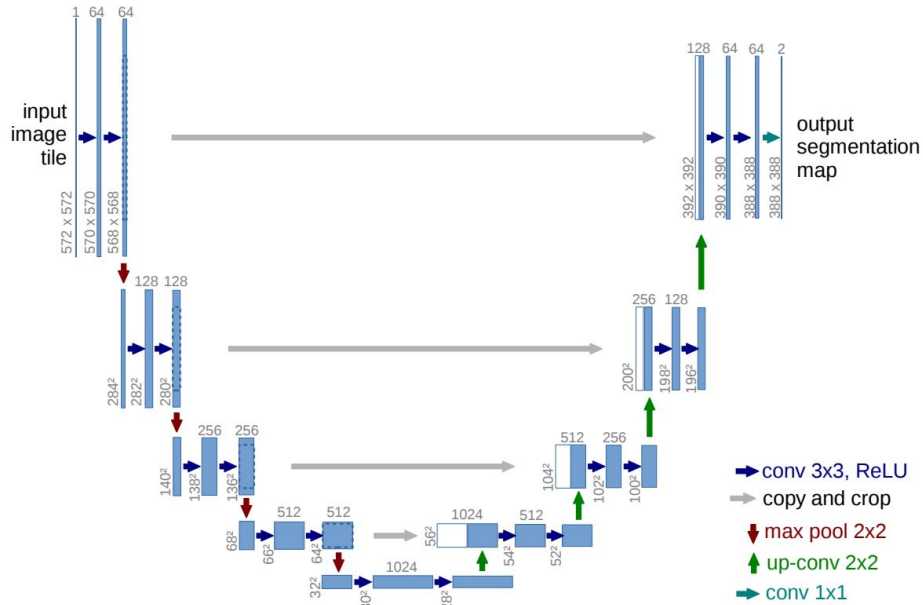 1 64 64
input
image
tile
572 x 572
570 x 570
568 x 568
128 64 64 2
output
segmentation
map
392 x 392
390 x 390
388 x 388
388 x 388
128 128
284²
282²
280²
256 128
200²
198²
196²
256 256
140²
138²
136²
512 256
104²
102²
100²
512 512
68²
66²
64²
1024 512
56²
54²
52²
1024
32²
conv 3x3, ReLU
copy and crop
max pool 2x2
up-conv 2x2
conv 1x1